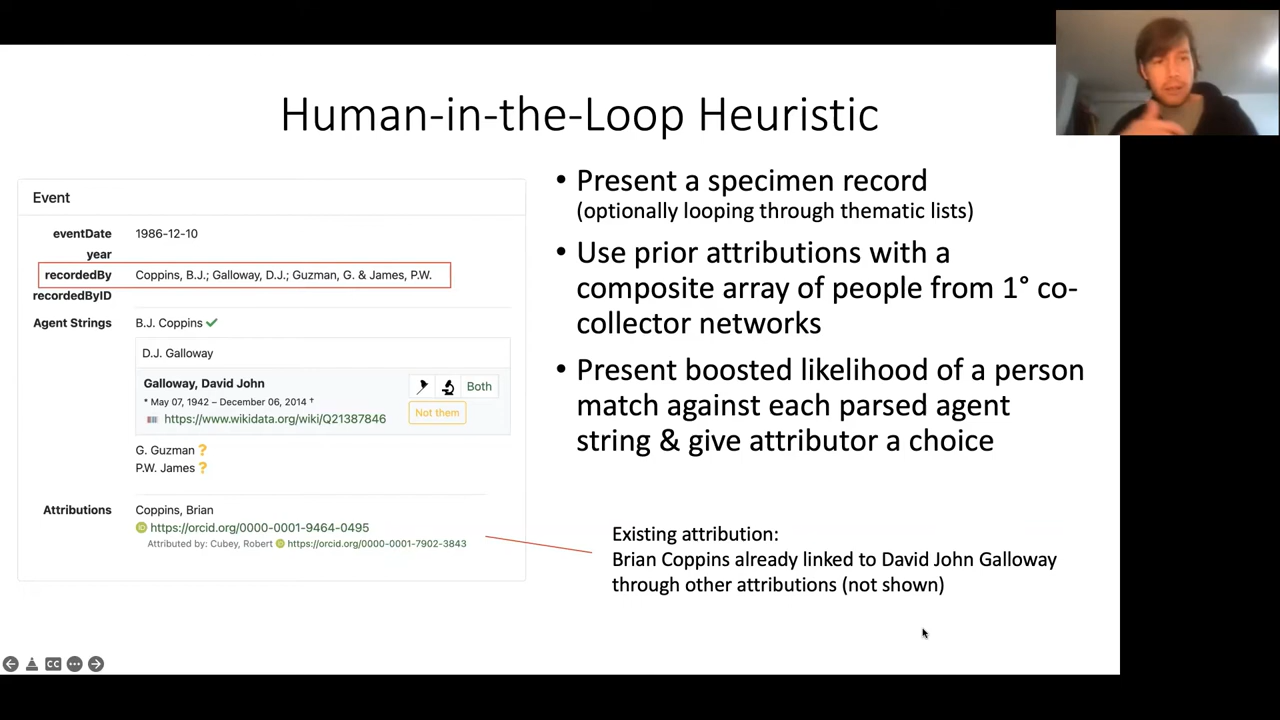 Human-in-the-Loop Heuristic
Event
eventDate 1986-12-10
year
recordedBy Coppins, B.J.; Galloway, D.J.; Guzman, G. & James, P.W.
recordedByID
Agent Strings B.J. Coppins ✓
D.J. Galloway
Galloway, David John
* May 07, 1942 – December 06, 2014 †
https://www.wikidata.org/wiki/Q21387846
Both
Not them
G. Guzman ?
P.W. James ?
Attributions Coppins, Brian
iD https://orcid.org/0000-0001-9464-0495
Attributed by: Cubey, Robert iD https://orcid.org/0000-0001-7902-3843
• Present a specimen record
(optionally looping through thematic lists)
• Use prior attributions with a
composite array of people from 1° co-
collector networks
• Present boosted likelihood of a person
match against each parsed agent
string & give attributor a choice
Existing attribution:
Brian Coppins already linked to David John Galloway
through other attributions (not shown)
CC